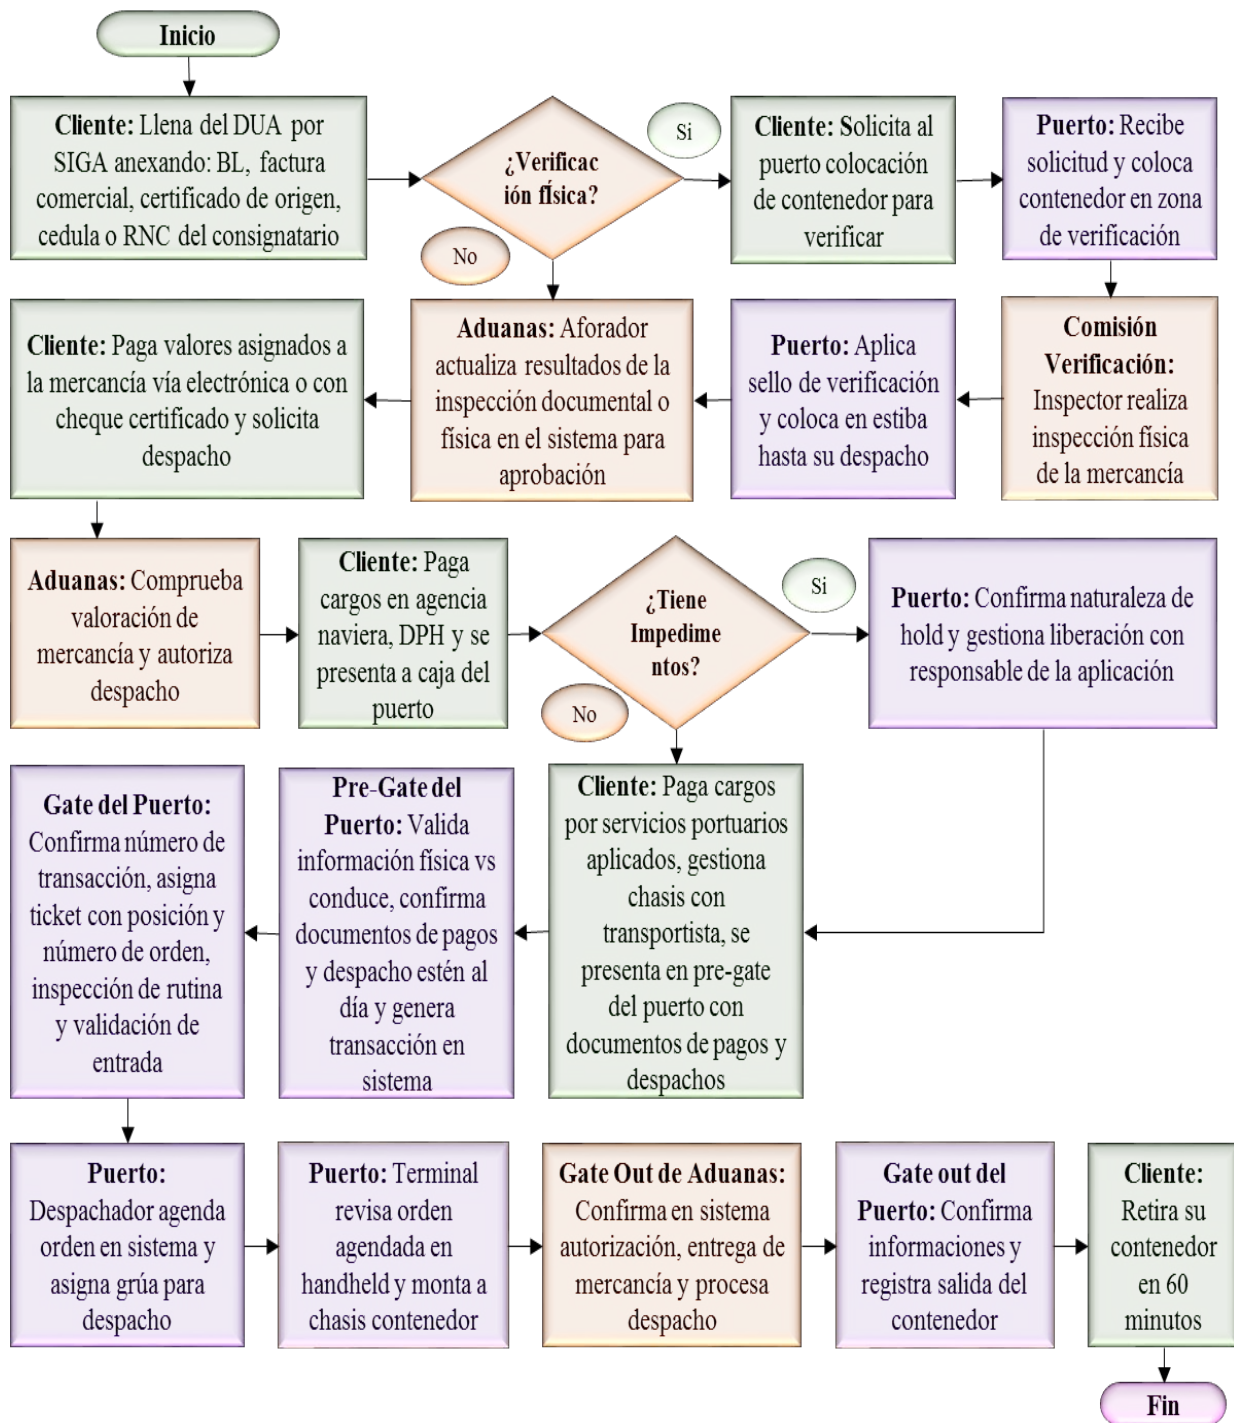 Inicio
Cliente: Llena del DUA por
SIGA anexando: BL, factura
comercial, certificado de origen,
cedula o RNC del consignatario
¿Verificac
ión física?
Si
No
Cliente: Solicita al
puerto colocación
de contenedor para
verificar
Puerto: Recibe
solicitud y coloca
contenedor en zona
de verificación
Comisión
Verificación:
Inspector realiza
inspección física
de la mercancía
Puerto: Aplica
sello de verificación
y coloca en estiba
hasta su despacho
Aduanas: Aforador
actualiza resultados de la
inspección documental o
física en el sistema para
aprobación
Cliente: Paga valores asignados a
la mercancía vía electrónica o con
cheque certificado y solicita
despacho
Aduanas: Comprueba
valoración de
mercancía y autoriza
despacho
Cliente: Paga
cargos en agencia
naviera, DPH y se
presenta a caja del
puerto
¿Tiene
Impedime
ntos?
Si
No
Puerto: Confirma naturaleza de
hold y gestiona liberación con
responsable de la aplicación
Cliente: Paga cargos
por servicios portuarios
aplicados, gestiona
chasis con
transportista, se
presenta en pre-gate
del puerto con
documentos de pagos y
despachos
Pre-Gate del
Puerto: Valida
información física vs
conduce, confirma
documentos de pagos
y despacho estén al
día y genera
transacción en
sistema
Gate del Puerto:
Confirma número de
transacción, asigna
ticket con posición y
número de orden,
inspección de rutina
y validación de
entrada
Puerto:
Despachador agenda
orden en sistema y
asigna grúa para
despacho
Puerto: Terminal
revisa orden
agendada en
handheld y monta a
chasis contenedor
Gate Out de Aduanas:
Confirma en sistema
autorización, entrega de
mercancía y procesa
despacho
Gate out del
Puerto: Confirma
informaciones y
registra salida del
contenedor
Cliente:
Retira su
contenedor
en 60
minutos
Fin